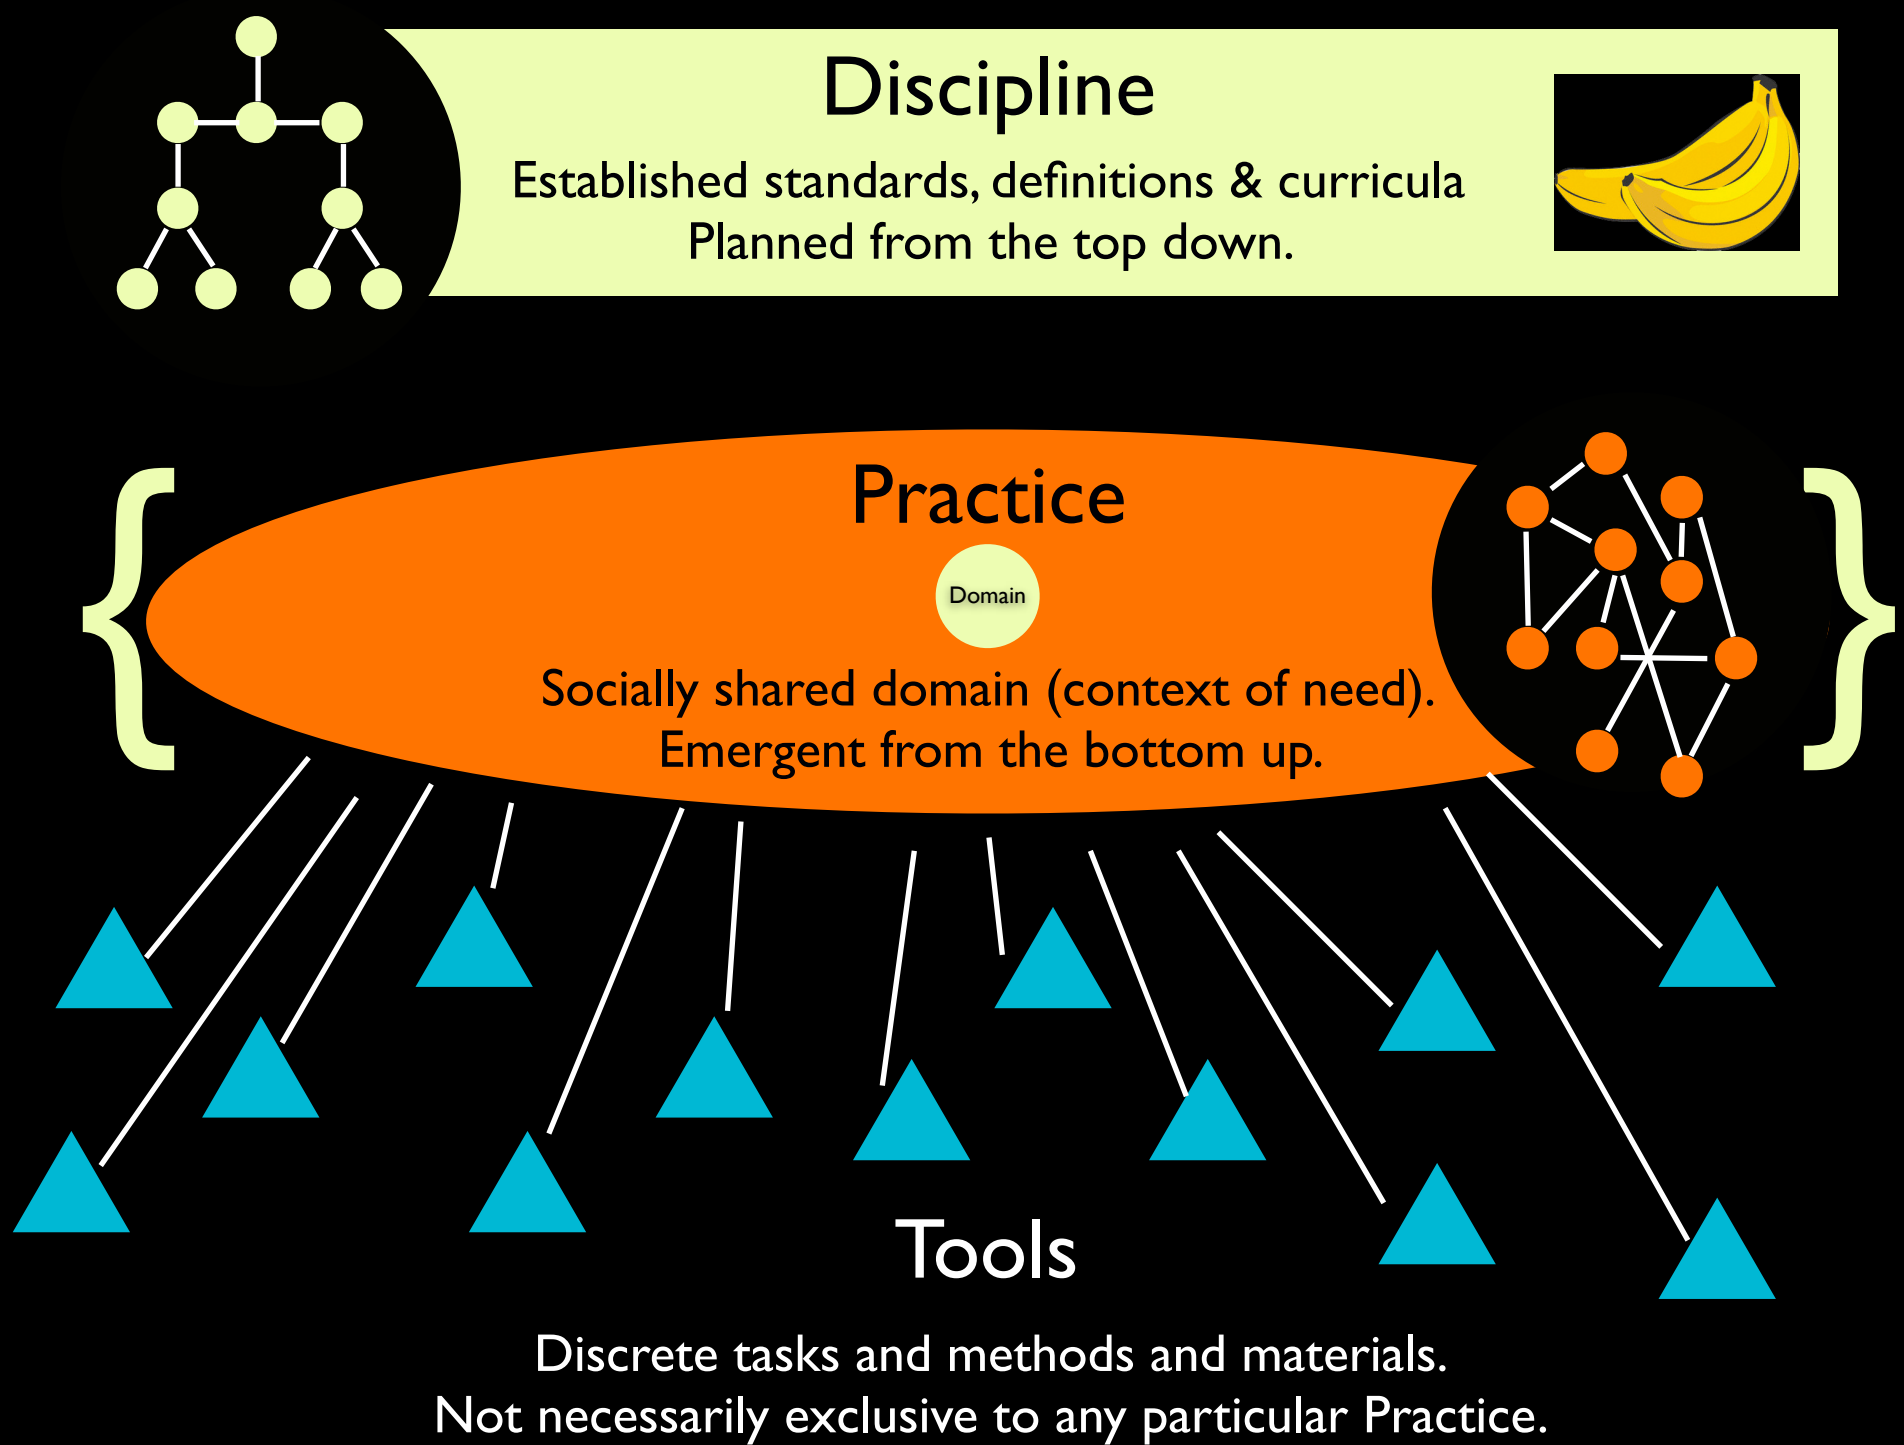 Discipline
Established standards, definitions & curricula
Planned from the top down.
Practice
Domain
Socially shared domain (context of need).
Emergent from the bottom up.
Tools
Discrete tasks and methods and materials.
Not necessarily exclusive to any particular Practice.